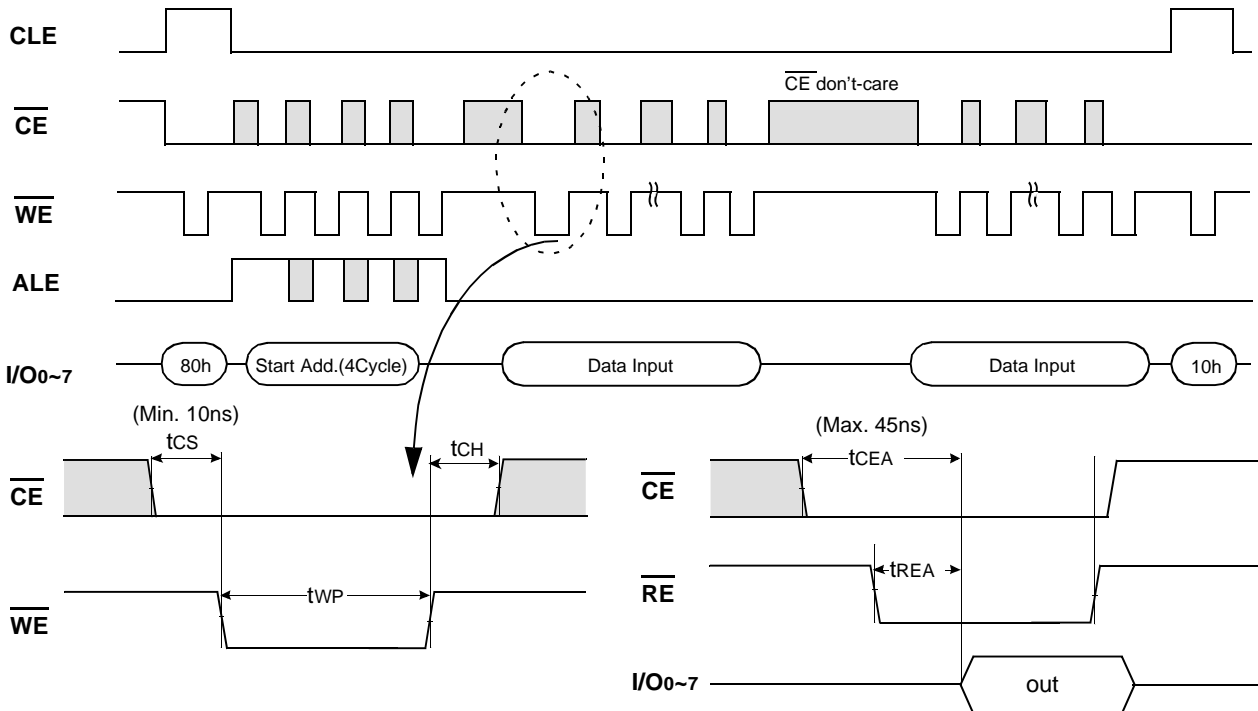 CLE
CE don't-care
CE
WE
ALE
I/O0~7
80h
Start Add.(4Cycle)
Data Input
Data Input
10h
(Min. 10ns)
tCS
tCH
CE
tWP
WE
(Max. 45ns)
tCEA
CE
tREA
RE
I/O0~7
out